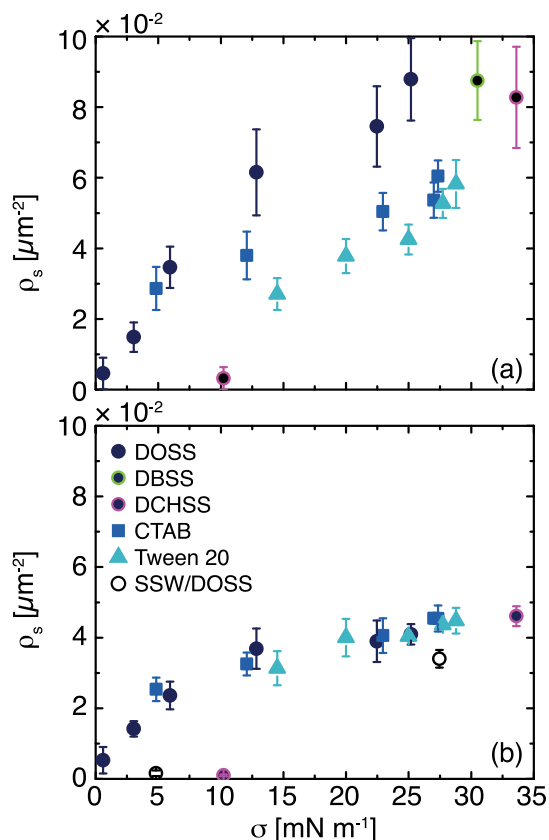 × 10⁻²
10
8
6
4
2
0
ρₛ [µm⁻²]
(a)
× 10⁻²
10
8
6
4
2
0
ρₛ [µm⁻²]
DOSS
DBSS
DCHSS
CTAB
Tween 20
SSW/DOSS
(b)
0 5 10 15 20 25 30 35
σ [mN m⁻¹]